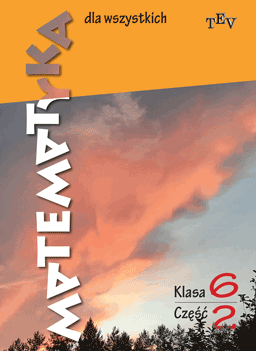 dla wszystkich
TEV
MATEMATYKA
Klasa 6
Część 2.